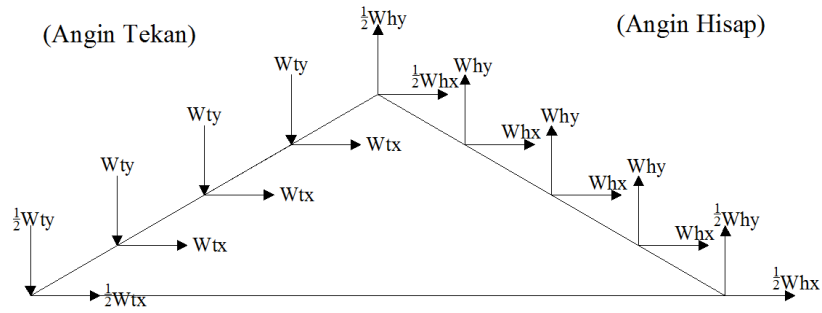 (Angin Tekan)
(Angin Hisap)
½Why
Wty
½Whx
Why
Wtx
Whx
Wty
Why
Wtx
Whx
Wty
Why
Wtx
Whx
½Wty
½Why
½Wtx
½Whx